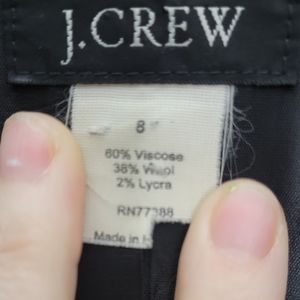 J.CREW
8
60% Viscose
38% Wool
2% Lycra
RN77388
Made in